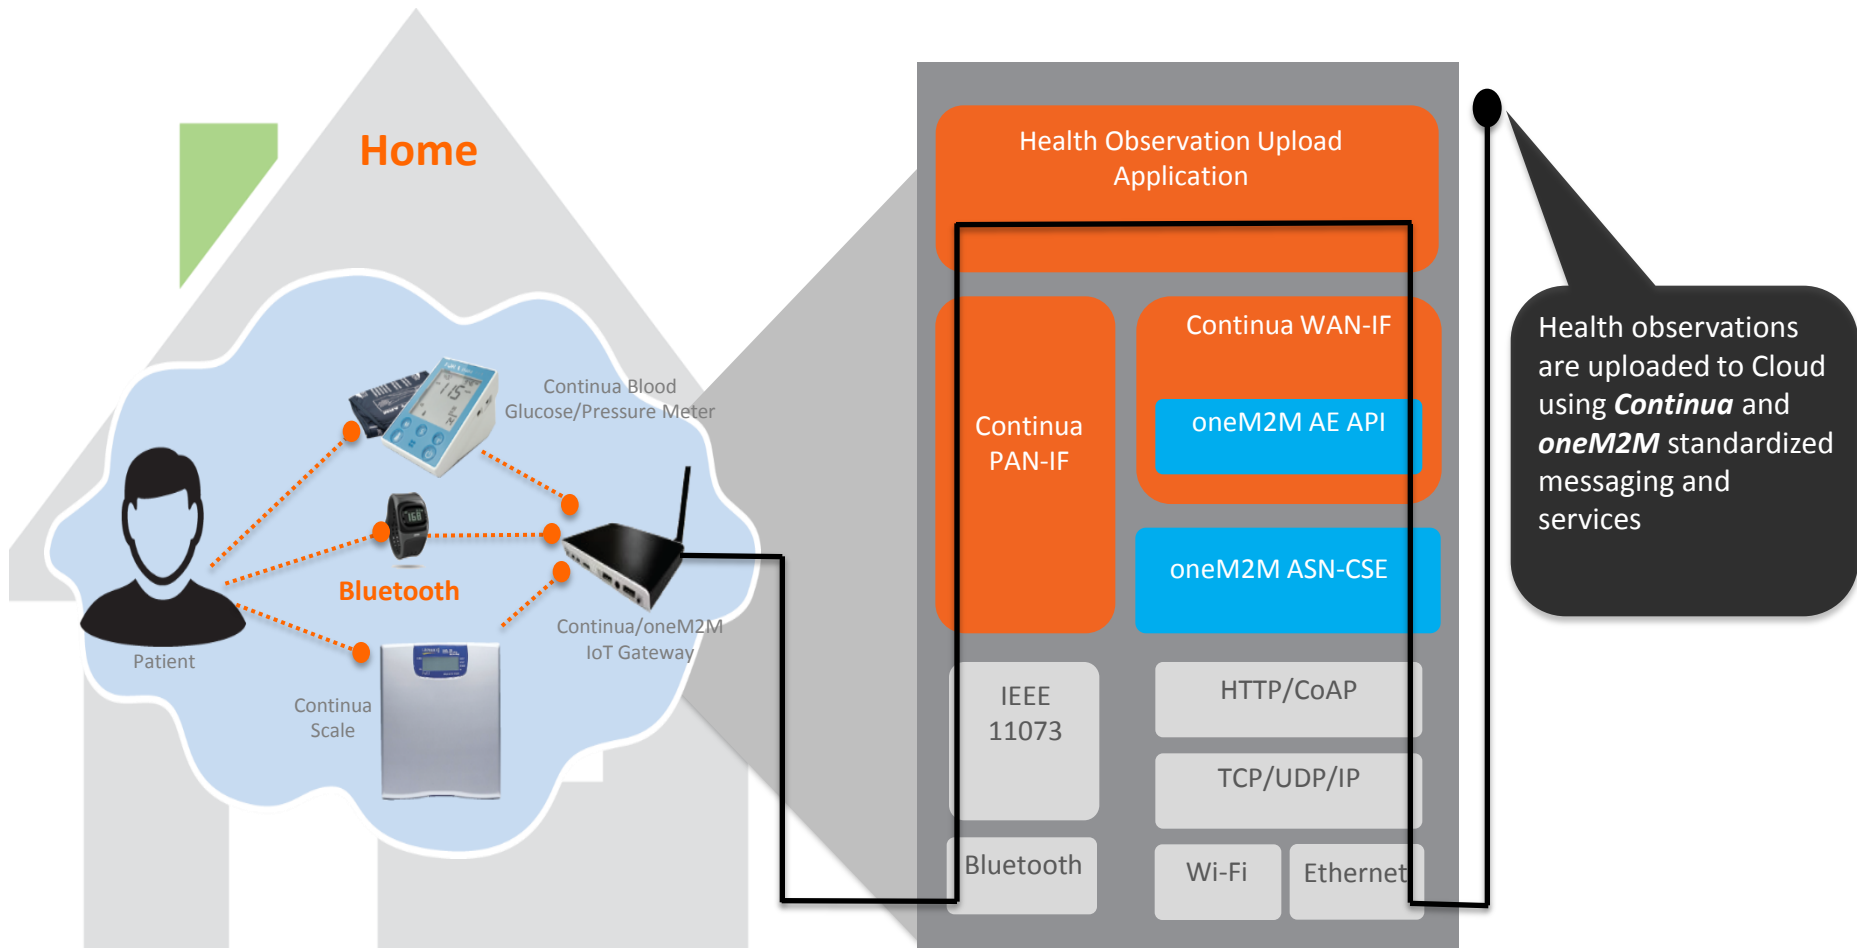 Home
Continua Blood
Glucose/Pressure Meter
115
168
Bluetooth
Patient
Continua/oneM2M
IoT Gateway
Continua
Scale
Health Observation Upload
Application
Continua
PAN-IF
Continua WAN-IF
oneM2M AE API
oneM2M ASN-CSE
IEEE
11073
HTTP/CoAP
TCP/UDP/IP
Bluetooth
Wi-Fi
Ethernet
Health observations
are uploaded to Cloud
using Continua and
oneM2M standardized
messaging and
services